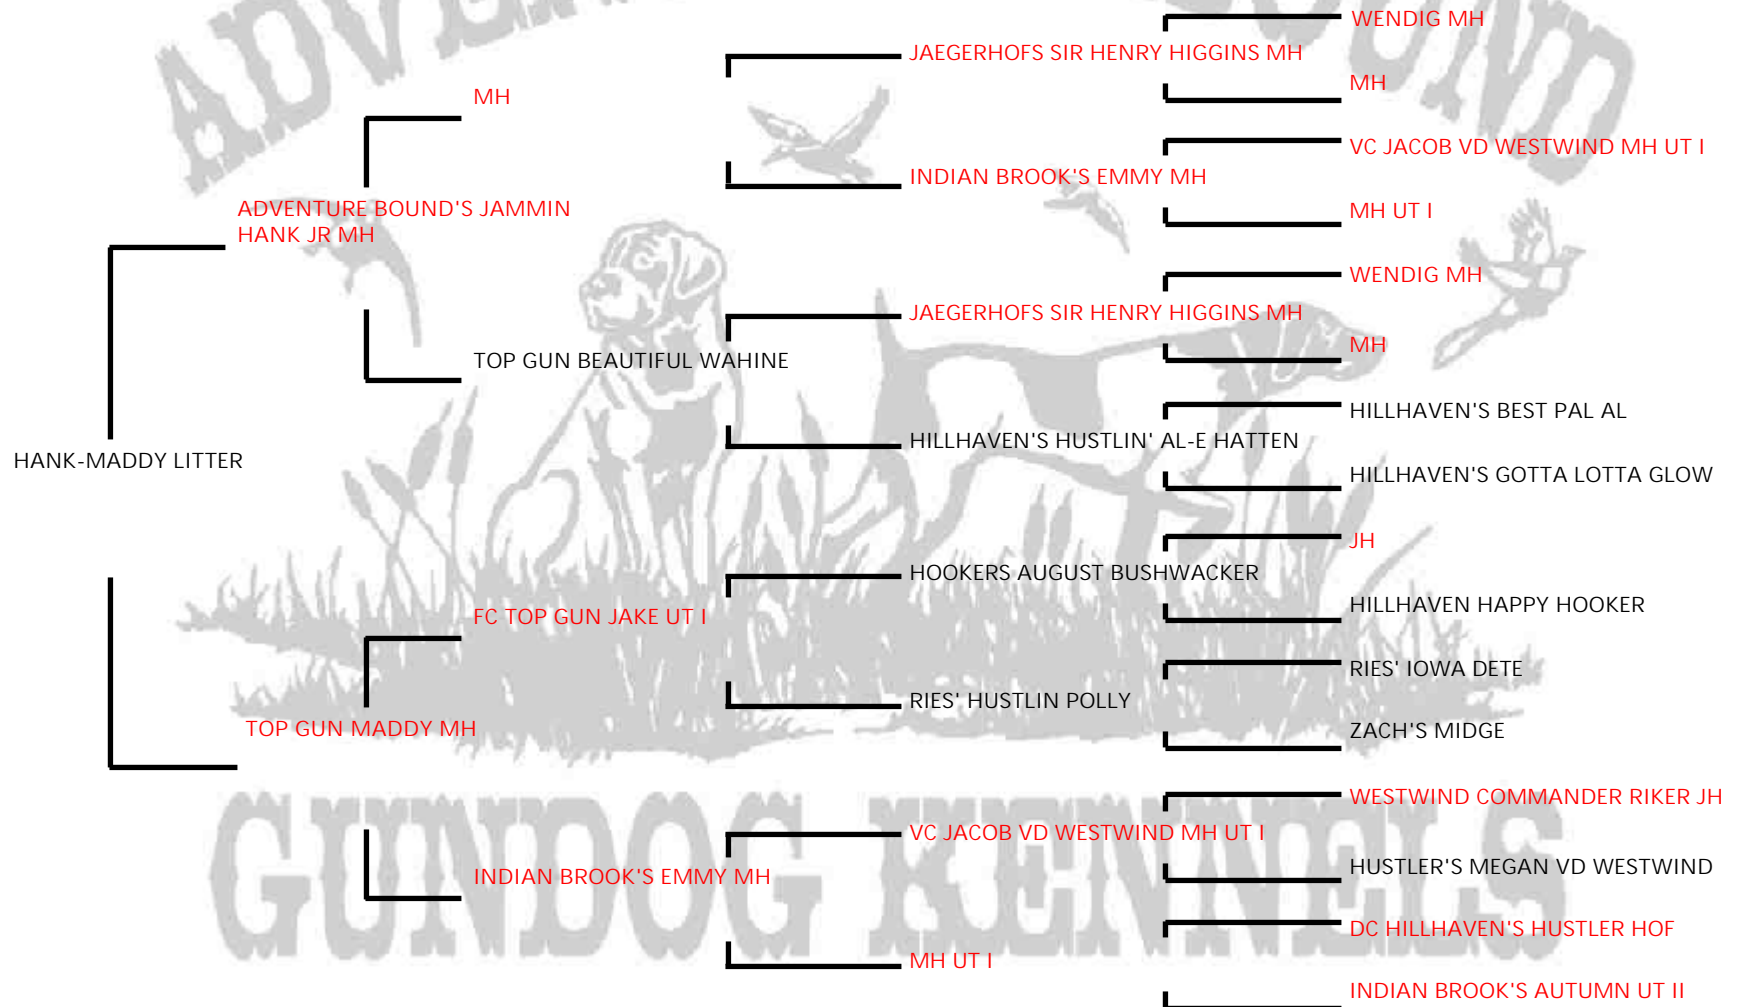 ADVENTURE BOUND
WENDIG MH
JAEGERHOFS SIR HENRY HIGGINS MH
MH
MH
VC JACOB VD WESTWIND MH UT I
INDIAN BROOK'S EMMY MH
MH UT I
ADVENTURE BOUND'S JAMMIN
HANK JR MH
WENDIG MH
JAEGERHOFS SIR HENRY HIGGINS MH
MH
TOP GUN BEAUTIFUL WAHINE
HILLHAVEN'S BEST PAL AL
HILLHAVEN'S HUSTLIN' AL-E HATTEN
HILLHAVEN'S GOTTA LOTTA GLOW
HANK-MADDY LITTER
JH
HOOKERS AUGUST BUSHWACKER
HILLHAVEN HAPPY HOOKER
FC TOP GUN JAKE UT I
RIES' IOWA DETE
RIES' HUSTLIN POLLY
ZACH'S MIDGE
TOP GUN MADDY MH
WESTWIND COMMANDER RIKER JH
VC JACOB VD WESTWIND MH UT I
HUSTLER'S MEGAN VD WESTWIND
INDIAN BROOK'S EMMY MH
DC HILLHAVEN'S HUSTLER HOF
MH UT I
INDIAN BROOK'S AUTUMN UT II
GUNDOG KENNELS